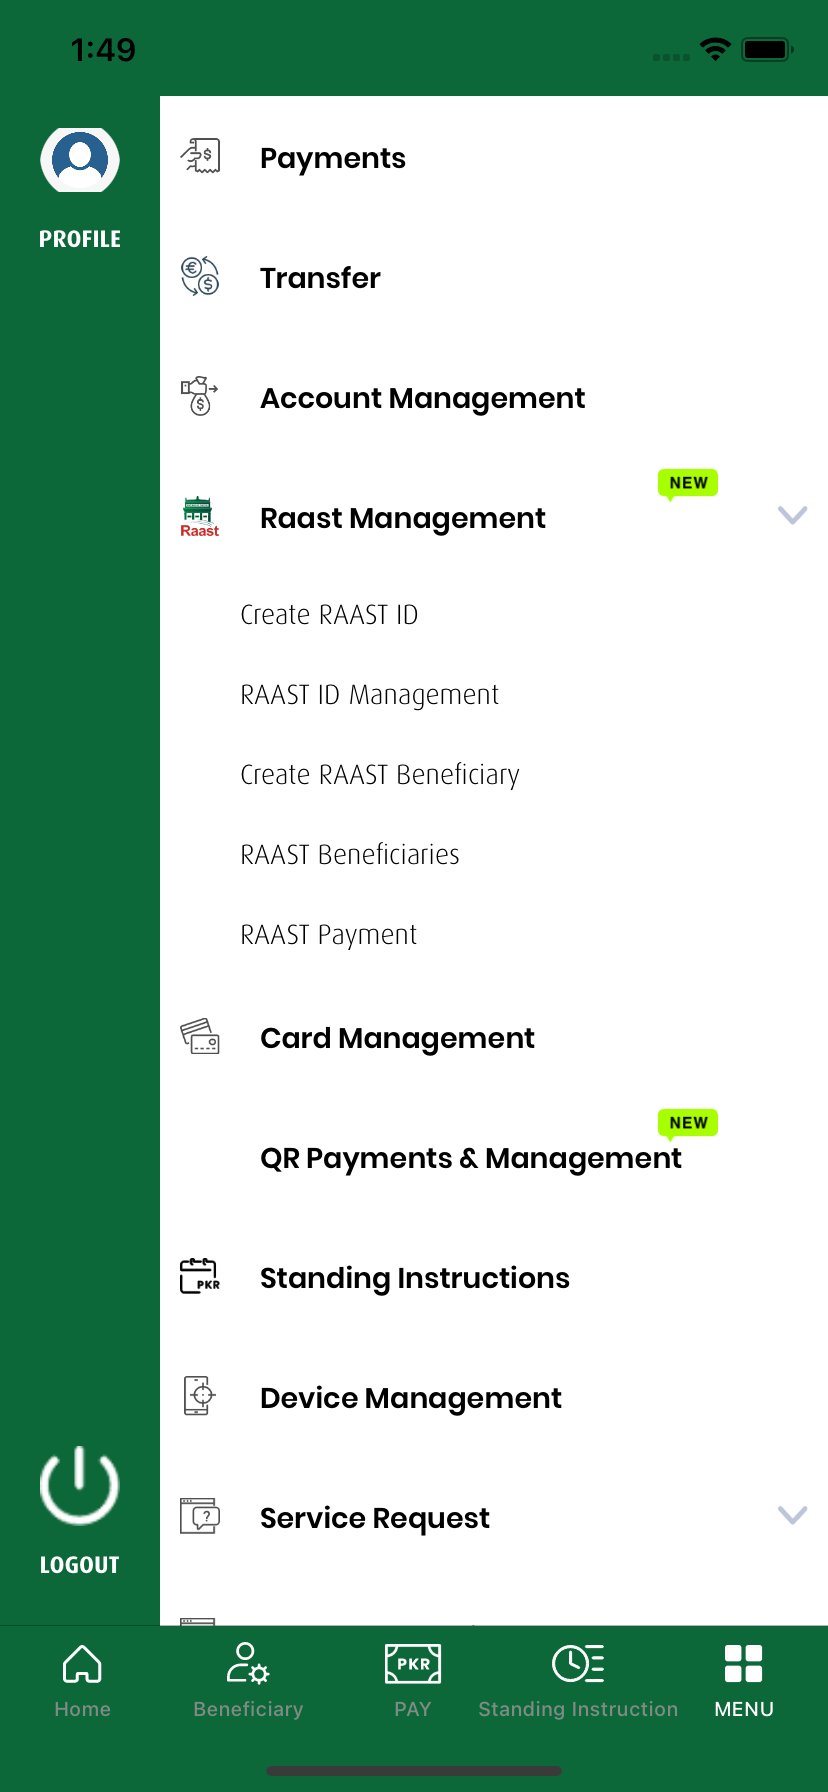 1:49
PROFILE
Payments
Transfer
Account Management
NEW
Raast
Raast Management
Create RAAST ID
RAAST ID Management
Create RAAST Beneficiary
RAAST Beneficiaries
RAAST Payment
Card Management
NEW
QR Payments & Management
PKR
Standing Instructions
Device Management
Service Request
LOGOUT
PKR
Home
Beneficiary
PAY
Standing Instruction
MENU